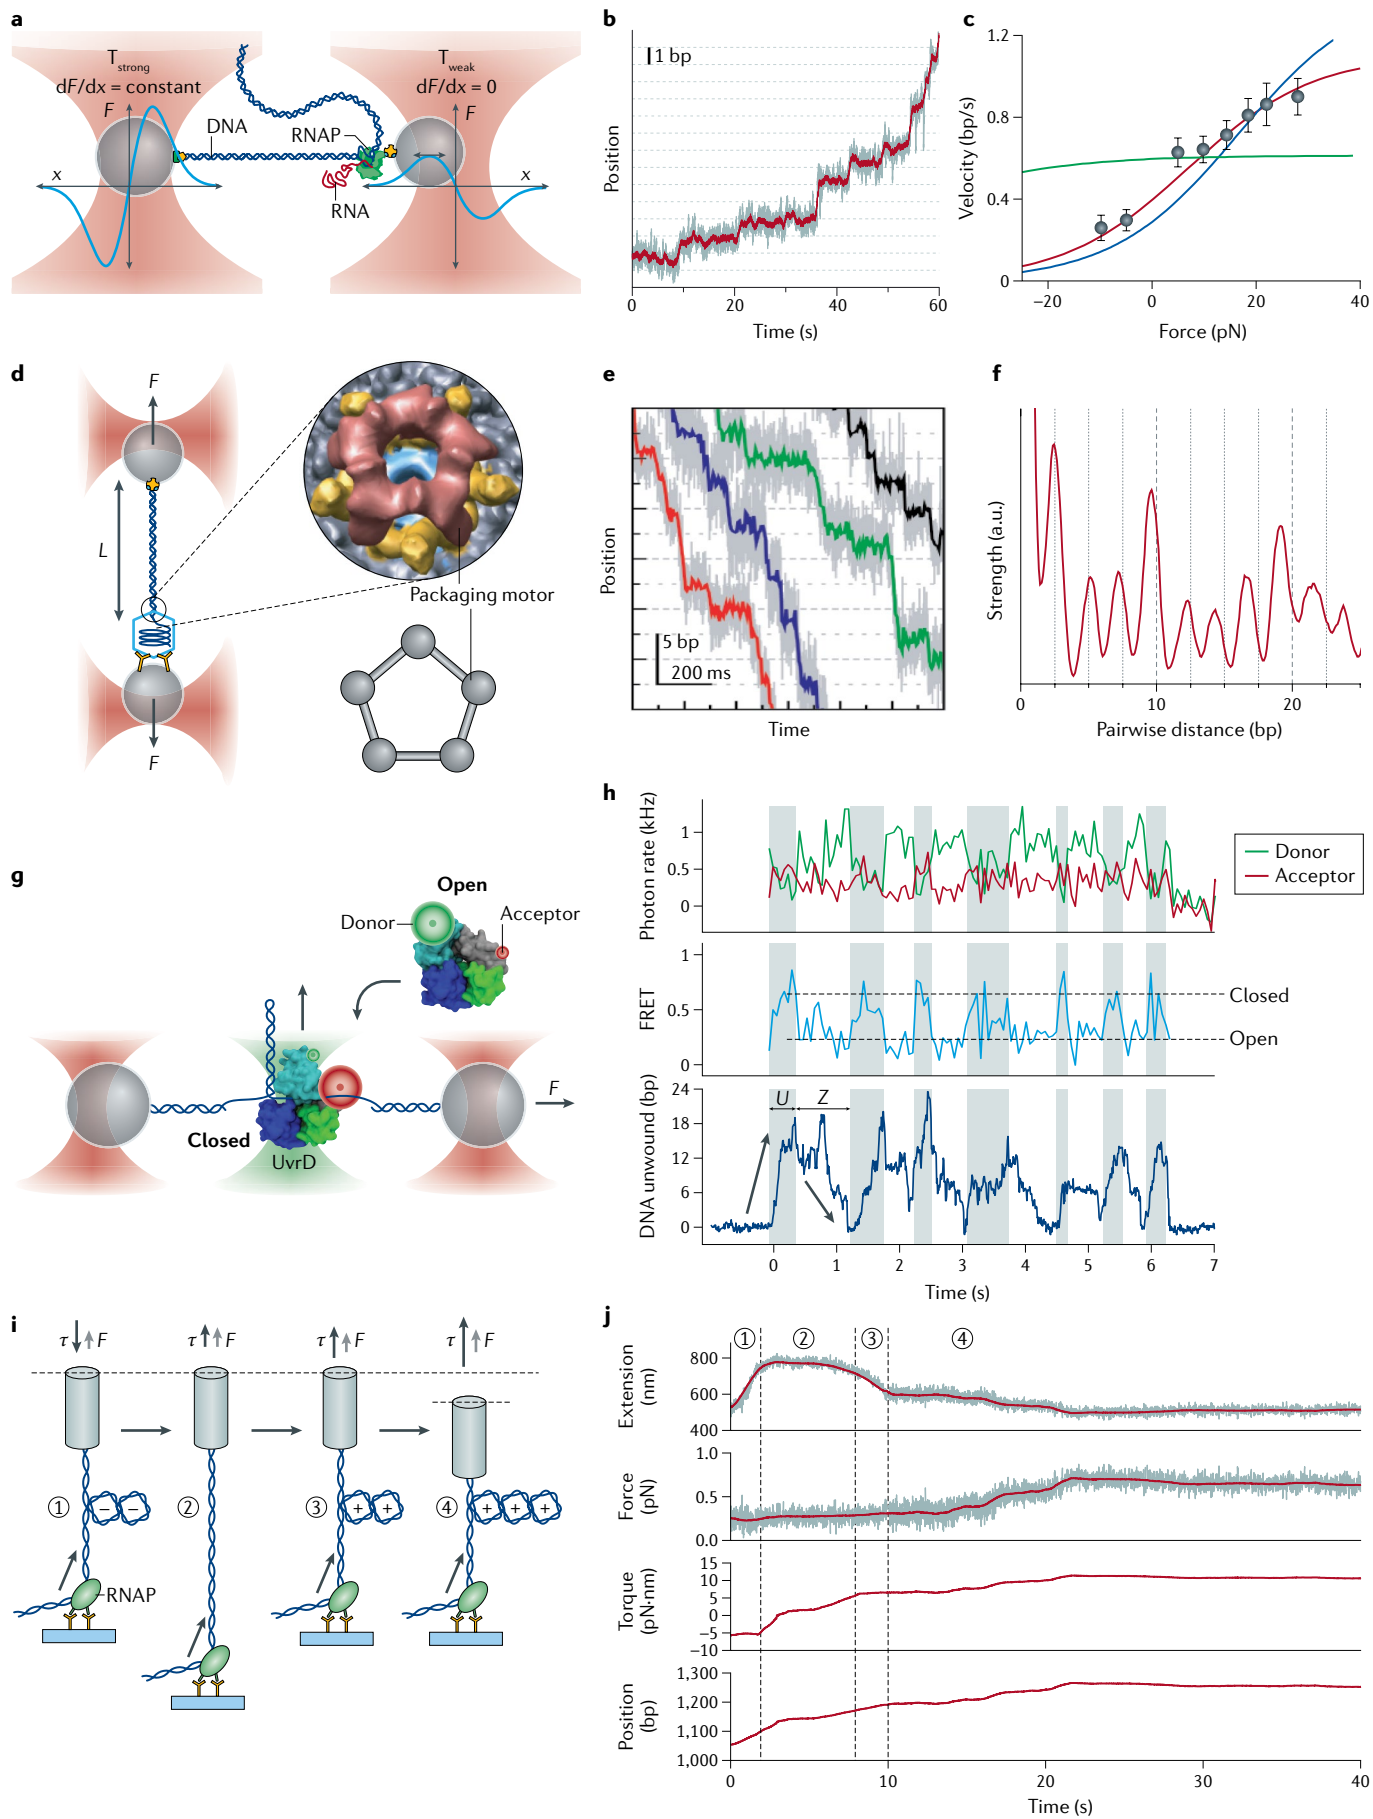 a
T strong
dF/dx = constant
T weak
dF/dx = 0
F
F
DNA
RNAP
x
x
RNA
b
1 bp
Position
0 20 40 60
Time (s)
c
1.2
0.8
0.4
0
Velocity (bp/s)
−20 0 20 40
Force (pN)
d
F
L
F
Packaging motor
e
Position
5 bp
200 ms
Time
f
Strength (a.u.)
0 10 20
Pairwise distance (bp)
g
Open
Donor
Acceptor
F
Closed
UvrD
h
Photon rate (kHz)
1
0.5
0
Donor
Acceptor
FRET
1
0.5
0
Closed
Open
DNA unwound (bp)
24
18
12
6
0
U Z
0 1 2 3 4 5 6 7
Time (s)
i
τ F τ F τ F τ F
1 − −
2
3 + +
4 + + +
RNAP
j
1 2 3 4
Extension (nm)
800
600
400
Force (pN)
1.0
0.5
0.0
Torque (pN·nm)
15
10
5
0
−5
−10
Position (bp)
1,300
1,200
1,100
1,000
0 10 20 30 40
Time (s)